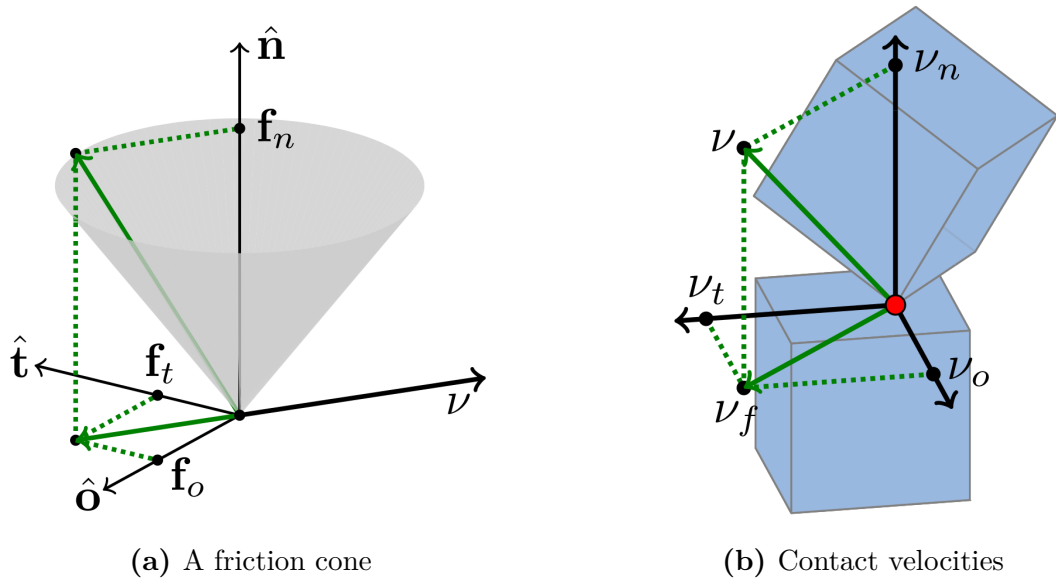 n̂
f_n
t̂
f_t
ν
f_o
ô
(a) A friction cone
ν_n
ν
ν_t
ν_o
ν_f
(b) Contact velocities